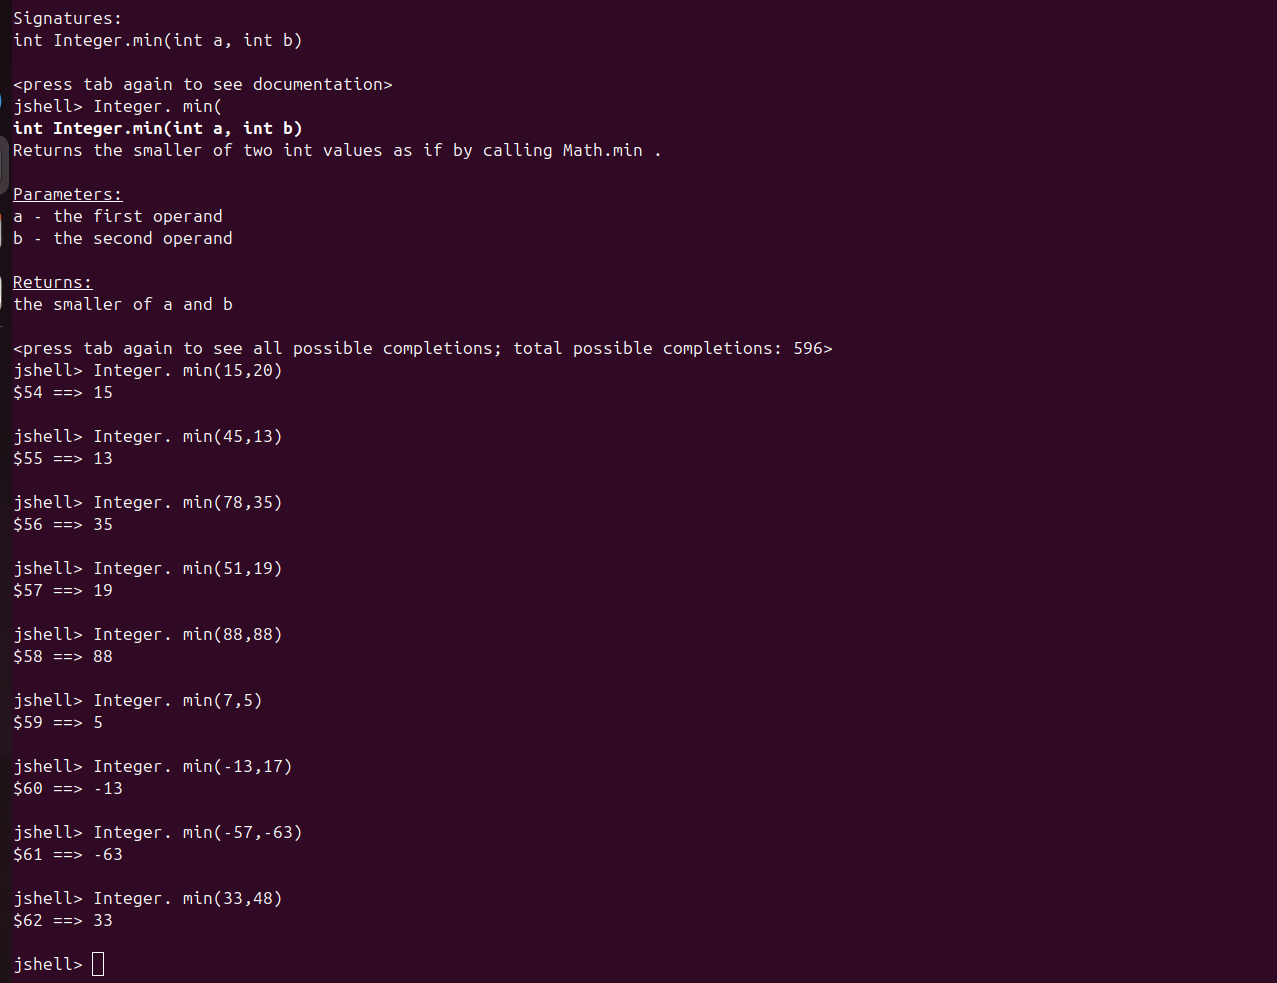 Signatures:
int Integer.min(int a, int b)
<press tab again to see documentation>
jshell> Integer. min(
int Integer.min(int a, int b)
Returns the smaller of two int values as if by calling Math.min .
Parameters:
a - the first operand
b - the second operand
Returns:
the smaller of a and b
<press tab again to see all possible completions; total possible completions: 596>
jshell> Integer. min(15,20)
$54 ==> 15
jshell> Integer. min(45,13)
$55 ==> 13
jshell> Integer. min(78,35)
$56 ==> 35
jshell> Integer. min(51,19)
$57 ==> 19
jshell> Integer. min(88,88)
$58 ==> 88
jshell> Integer. min(7,5)
$59 ==> 5
jshell> Integer. min(-13,17)
$60 ==> -13
jshell> Integer. min(-57,-63)
$61 ==> -63
jshell> Integer. min(33,48)
$62 ==> 33
jshell>